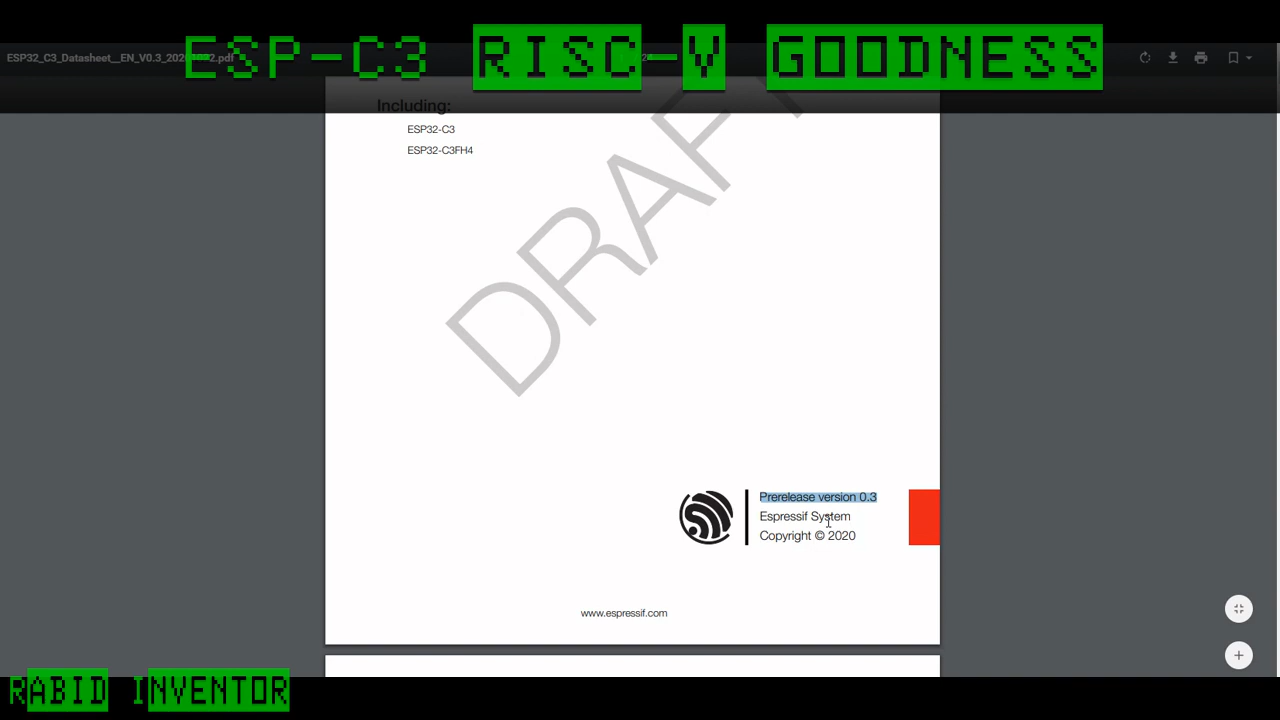 ESP-C3 RISC-V GOODNESS
Including:
ESP32-C3
ESP32-C3FH4
DRAFT
Prerelease version 0.3
Espressif System
Copyright © 2020
www.espressif.com
RABID INVENTOR